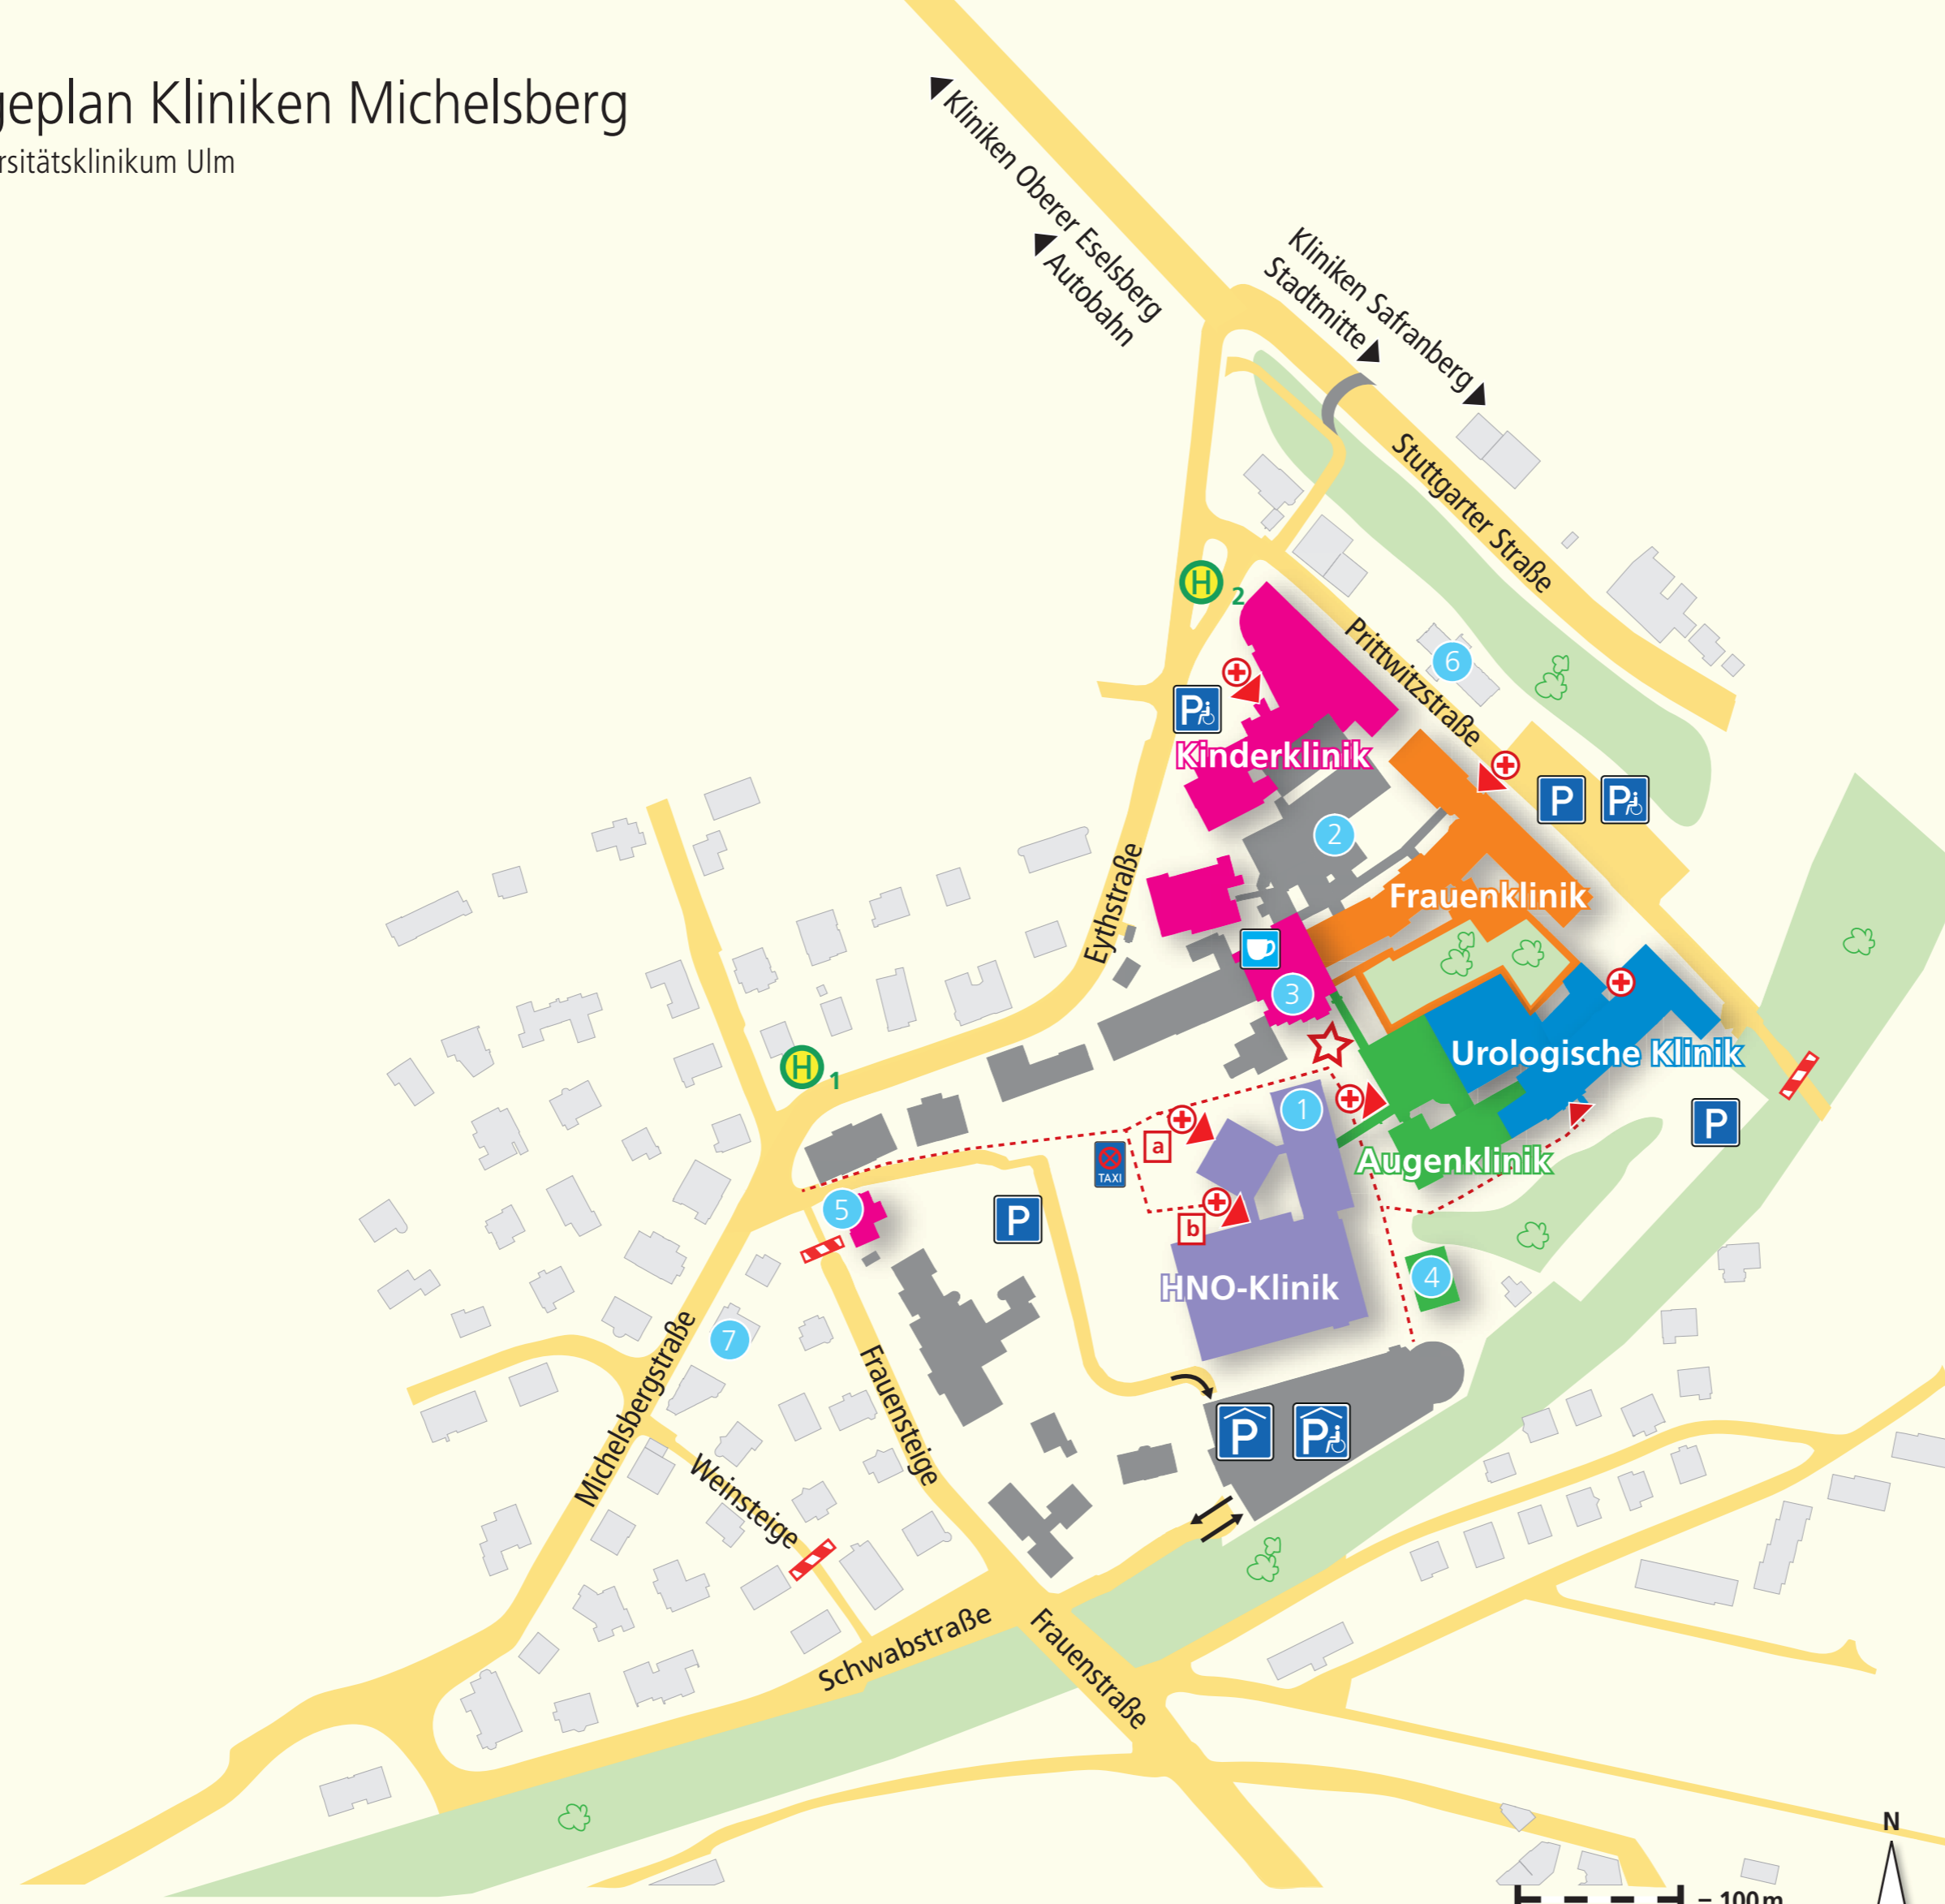 geplan Kliniken Michelsberg
rsitätsklinikum Ulm
Kliniken Oberer Eselsberg
Autobahn
Kliniken Safranberg
Stadtmitte
Stuttgarter Straße
H 2
Prittwitzstraße
6
P
Kinderklinik
P
P
2
Eythstraße
Frauenklinik
3
H 1
Urologische Klinik
1
P
a
TAXI
Augenklinik
5
P
b
4
HNO-Klinik
7
Michelsbergstraße
Frauensteige
P
P
Weinsteige
Schwabstraße
Frauenstraße
N
= 100 m